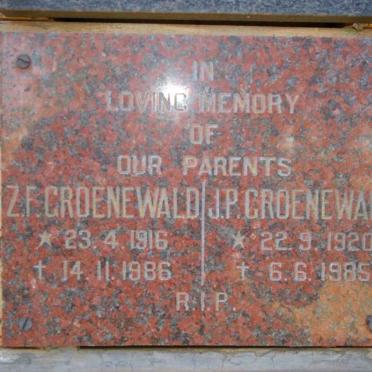 IN
LOVING MEMORY
OF
OUR PARENTS
Z.F. GROENEWALD J.P. GROENEWA
* 23.4.1916 * 22.9.1920
† 14.11.1986 † 6.6.1985
R.I.P.